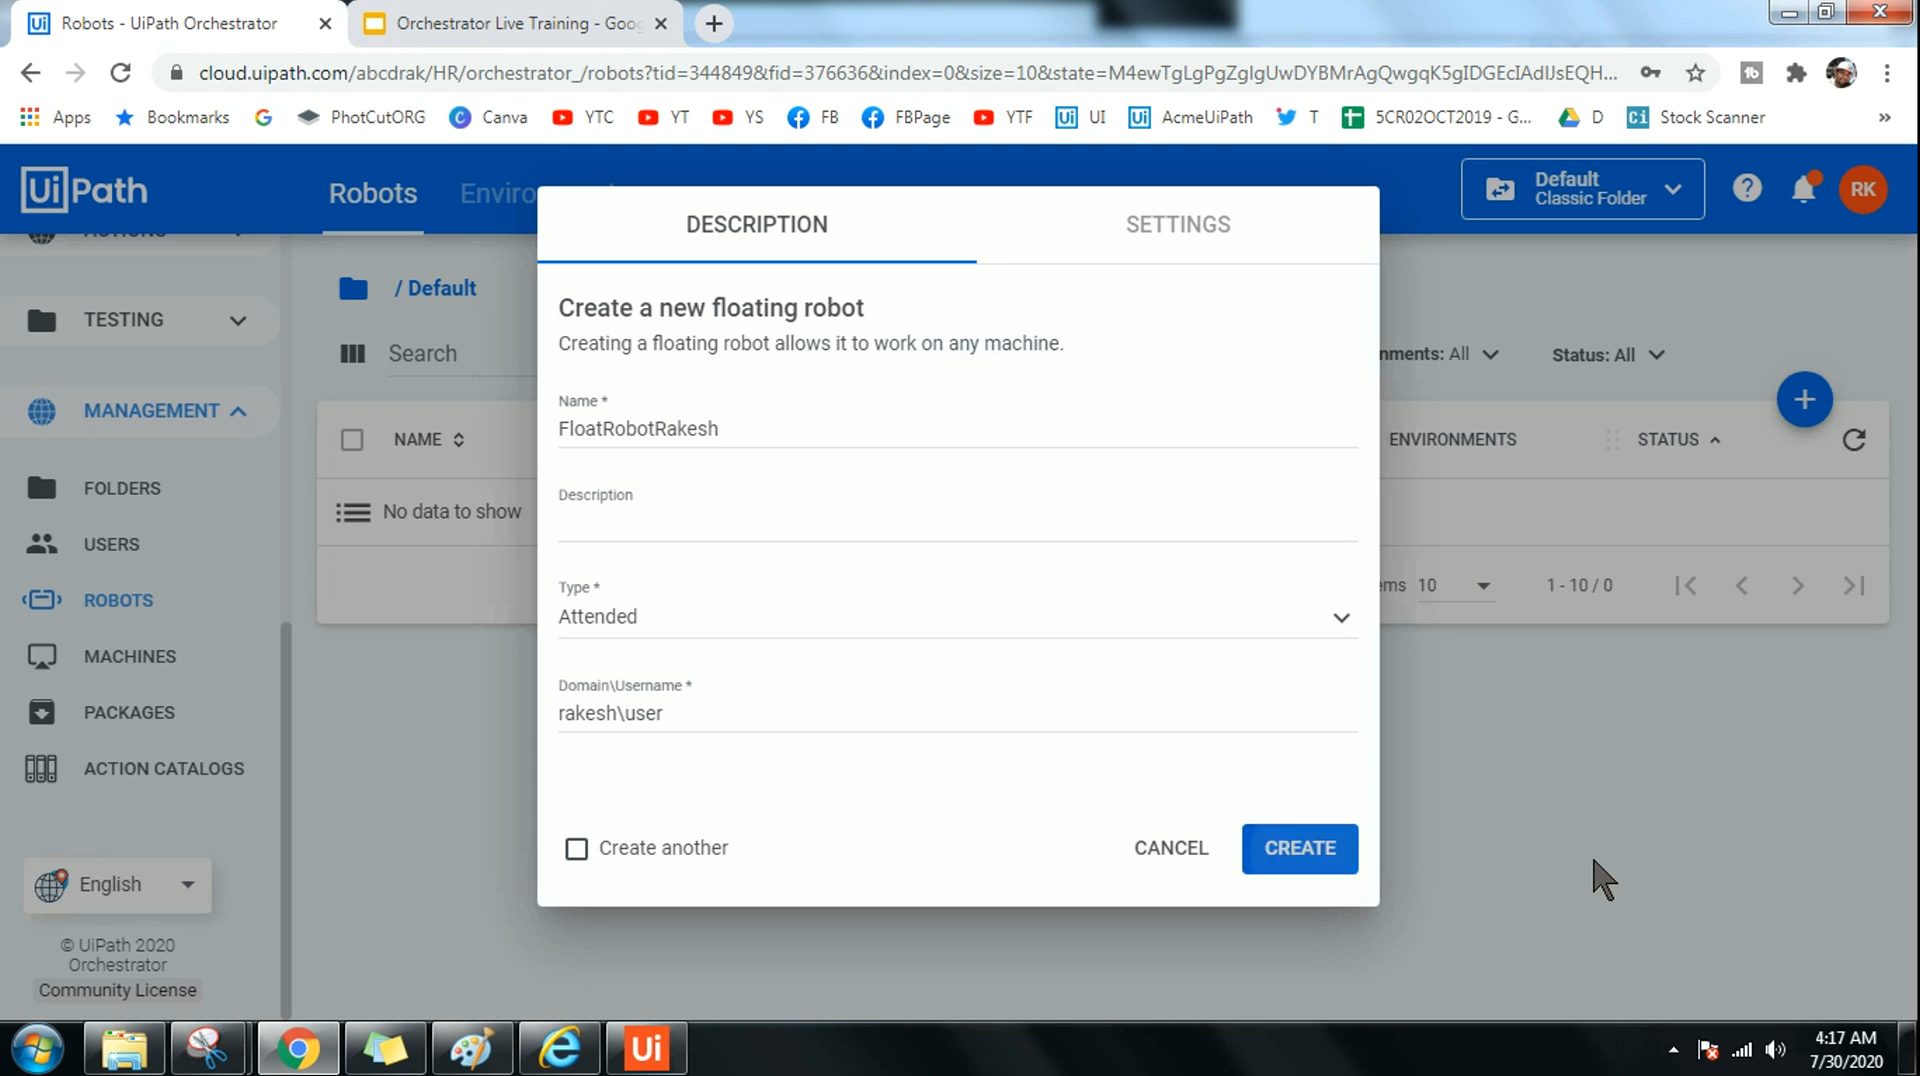 Robots - UiPath Orchestrator
Orchestrator Live Training - Goo
cloud.uipath.com/abcdrak/HR/orchestrator_/robots?tid=344849&fid=376636&index=0&size=10&state=M4ewTgLgPgZglgUwDYBMrAgQwgqK5gIDGEcIAdIJsEQH...
Apps
Bookmarks
PhotCutORG
Canva
YTC
YT
YS
FB
FBPage
YTF
UI
AcmeUiPath
T
5CR02OCT2019 - G...
D
Stock Scanner
»
UiPath
Robots
Enviro
Default
Classic Folder
RK
ACTIONS
TESTING
MANAGEMENT
FOLDERS
USERS
ROBOTS
MACHINES
PACKAGES
ACTION CATALOGS
English
© UiPath 2020
Orchestrator
Community License
/ Default
Search
nments: All
Status: All
NAME
ENVIRONMENTS
STATUS
No data to show
ems 10
1 - 10 / 0
DESCRIPTION
SETTINGS
Create a new floating robot
Creating a floating robot allows it to work on any machine.
Name *
FloatRobotRakesh
Description
Type *
Attended
Domain\Username *
rakesh\user
Create another
CANCEL
CREATE
4:17 AM
7/30/2020